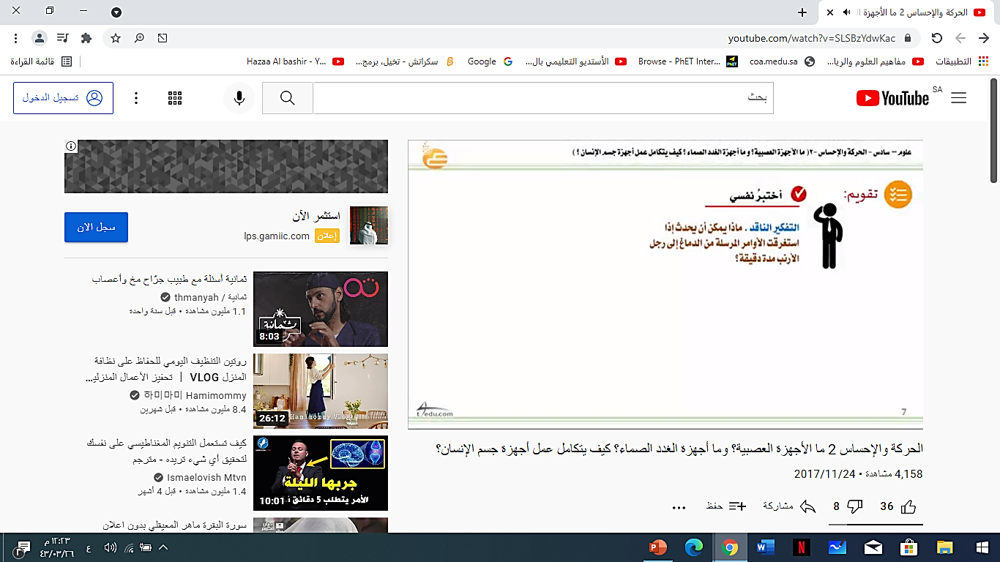 الحركة والإحساس 2 ما الأجهزة ا
youtube.com/watch?v=SLSBzYdwKac
التطبيقات
مفاهيم العلوم والريا...
coa.medu.sa
Browse - PhET Inter...
الأستديو التعليمي بال...
Google
سكراتش - تخيل، برمج...
Hazaa Al bashir - Y...
قائمة القراءة
YouTube SA
بحث
تسجيل الدخول
علوم – سادس - الحركة والإحساس -٢ ( ما الأجهزة العصبية؟ وما أجهزة الغدد الصماء ؟ كيف يتكامل عمل أجهزة جسم الإنسان ؟ )
تقويم:
أختبرُ نفسي
التفكير الناقد . ماذا يمكن أن يحدث إذا
استغرقت الأوامر المرسلة من الدماغ إلى رجل
الأرنب مدة دقيقة؟
t4edu.com
7
الحركة والإحساس 2 ما الأجهزة العصبية؟ وما أجهزة الغدد الصماء؟ كيف يتكامل عمل أجهزة جسم الإنسان؟
4,158 مشاهدة • 2017/11/24
36
8
مشاركة
حفظ
استثمر الآن
إعلان lps.gamiic.com
سجل الان
ثمانية أسئلة مع طبيب جرّاح مخ وأعصاب
ثمانية / thmanyah
1.1 مليون مشاهدة • قبل سنة واحدة
ثمانية
8:03
روتين التنظيف اليومي للحفاظ على نظافة
المنزل VLOG | تحفيز الأعمال المنزلي...
하미마미 Hamimommy
8.4 مليون مشاهدة • قبل شهرين
Hamimommy Vlog
26:12
كيف تستعمل التنويم المغناطيسي على نفسك
لتحقيق أي شيء تريده - مترجم
Ismaelovish Mtvn
1.4 مليون مشاهدة • قبل 4 أشهر
جربها الليلة
الأمر يتطلب 5 دقائق
10:01
سورة البقرة ماهر المعيقلي بدون اعلان
ع
١٢:٢٣ م
٤٣/٠٣/٢٦